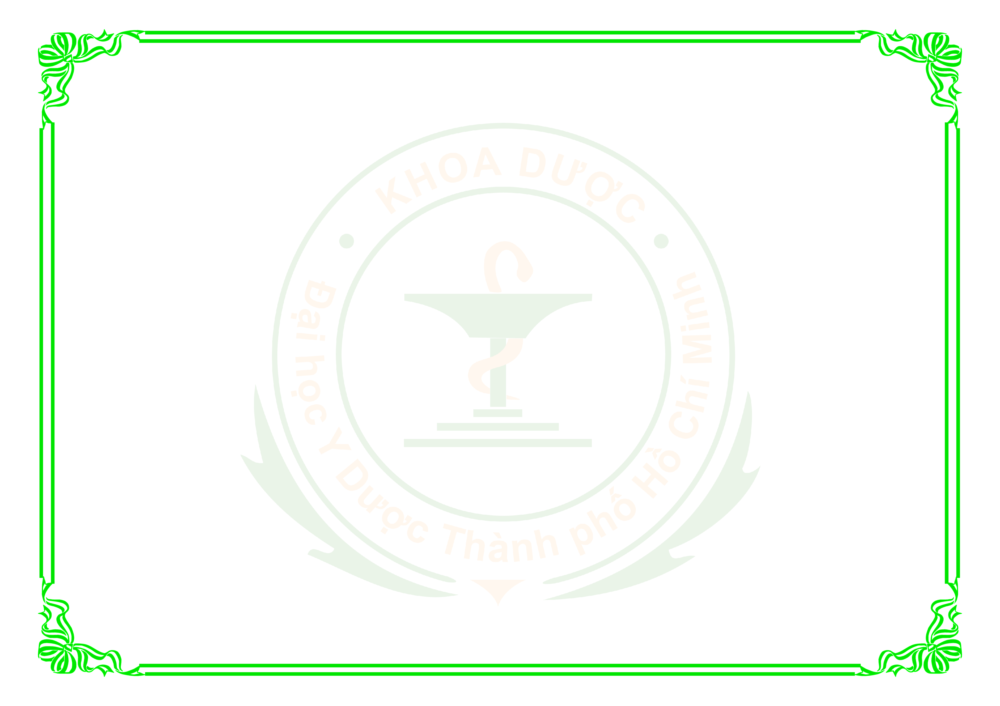 KHOA DƯỢC
Đại học Y Dược Thành phố Hồ Chí Minh